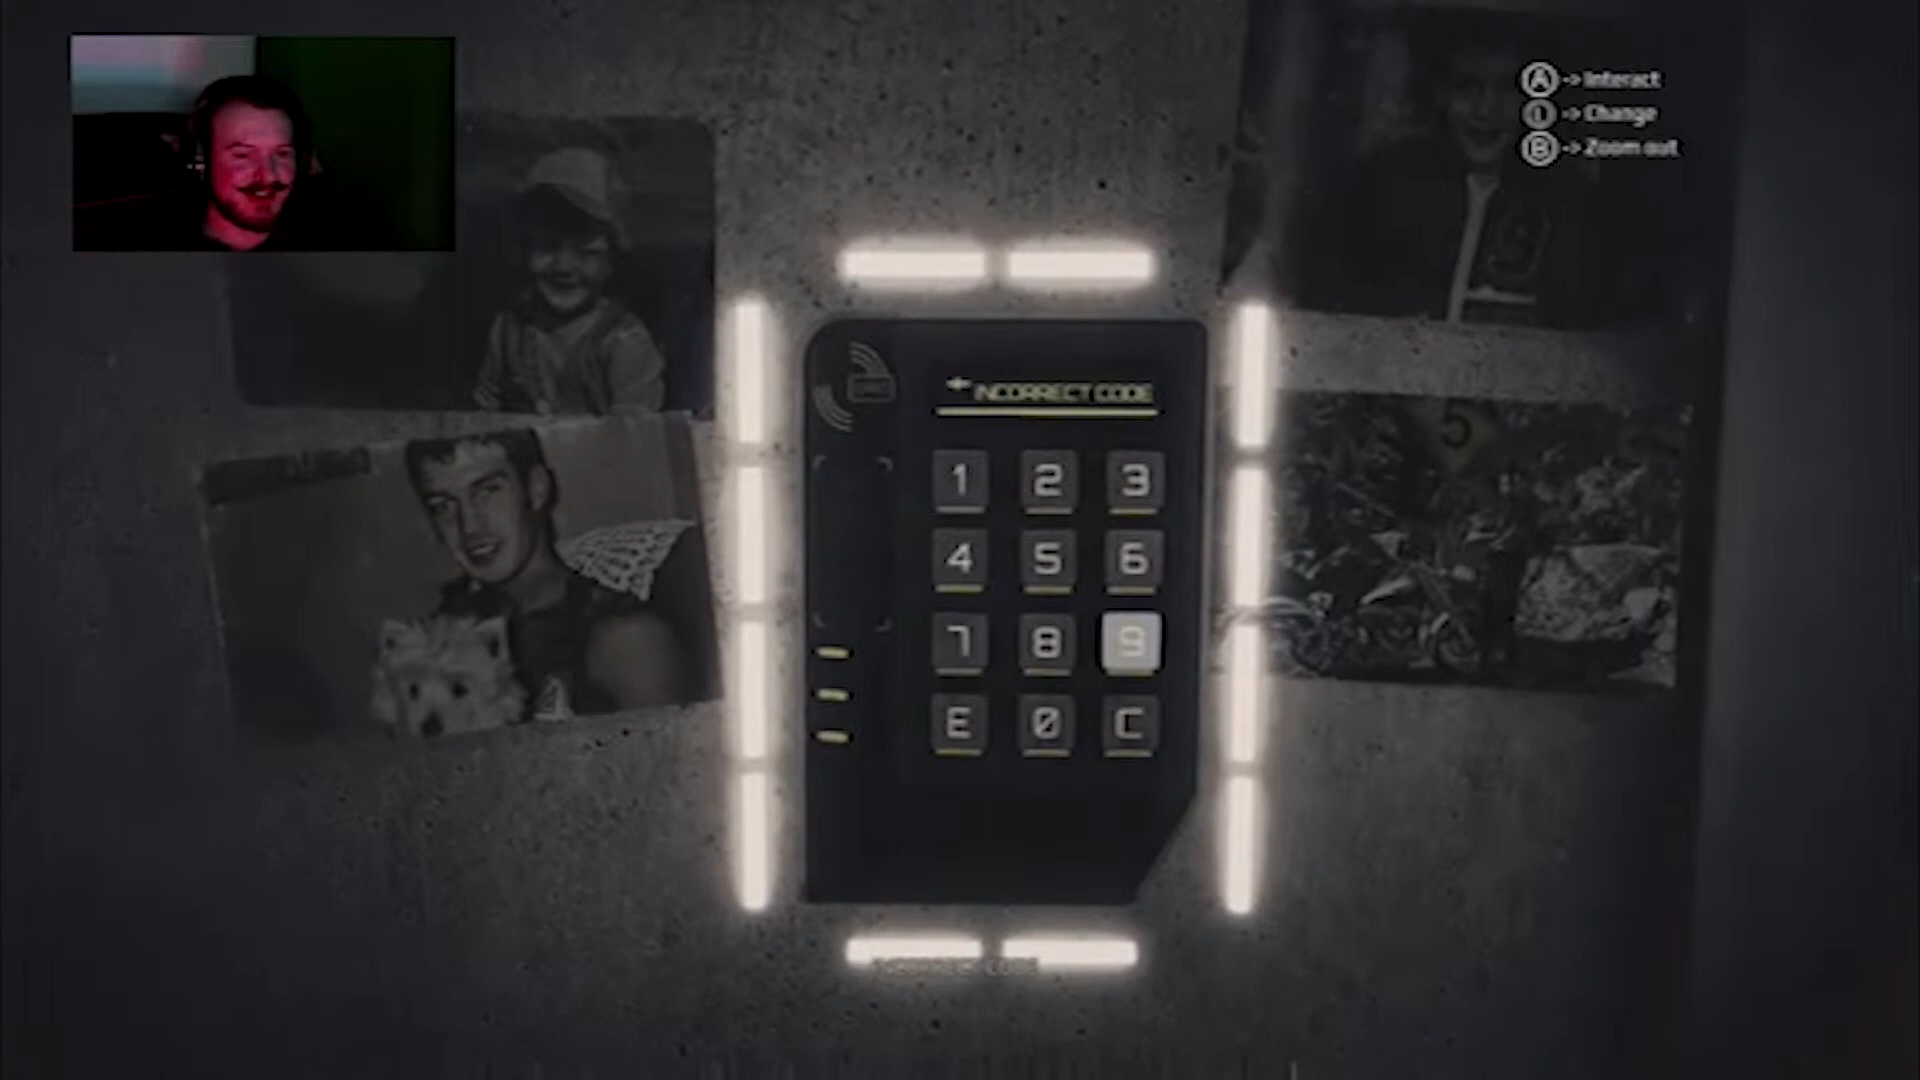 A -> Interact
L -> Change
B -> Zoom out
INCORRECT CODE
1 2 3
4 5 6
7 8 9
E 0 C
5